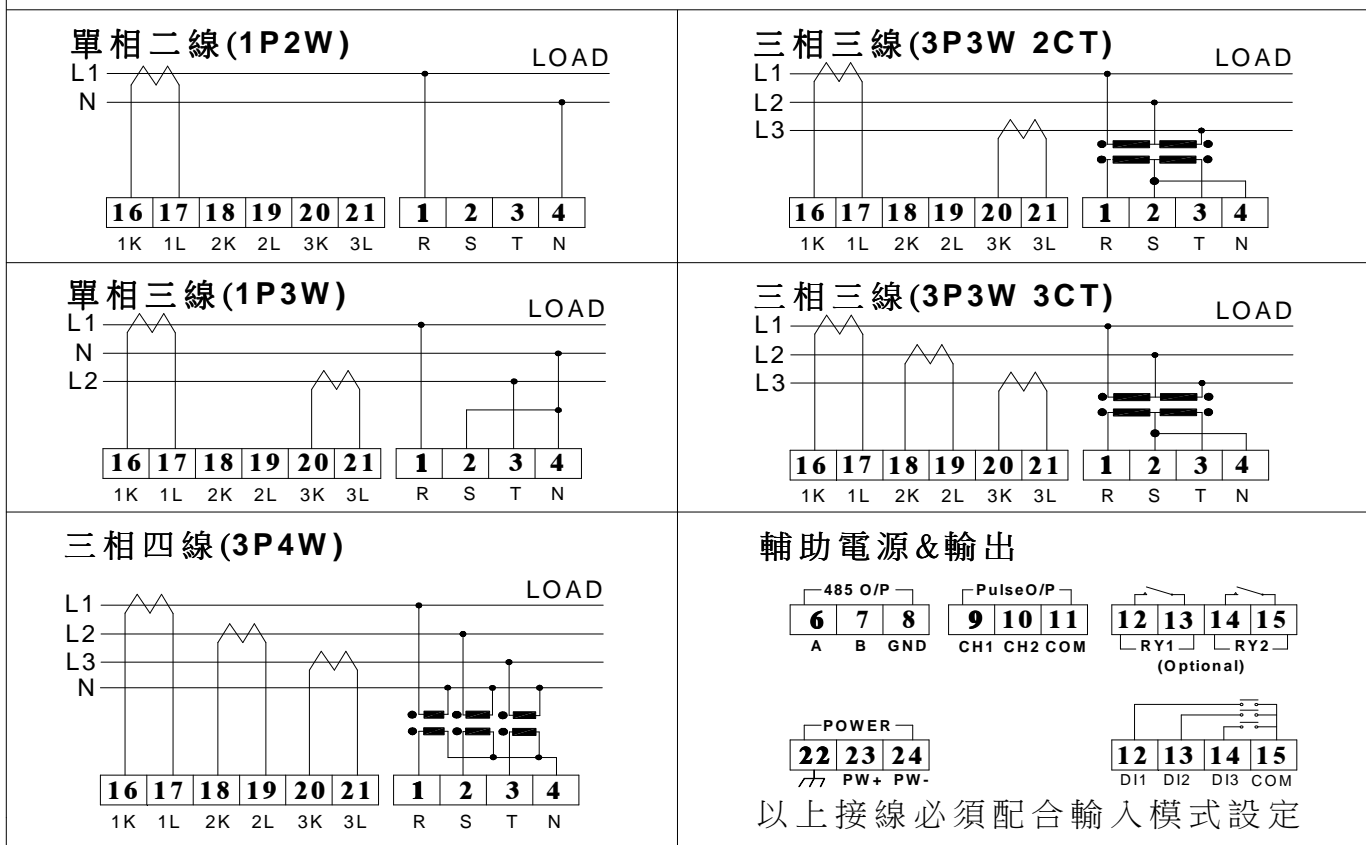 單相二線(1P2W)
LOAD
L1
N
16 17 18 19 20 21 1 2 3 4
1K 1L 2K 2L 3K 3L R S T N
三相三線(3P3W 2CT)
LOAD
L1
L2
L3
16 17 18 19 20 21 1 2 3 4
1K 1L 2K 2L 3K 3L R S T N
單相三線(1P3W)
LOAD
L1
N
L2
16 17 18 19 20 21 1 2 3 4
1K 1L 2K 2L 3K 3L R S T N
三相三線(3P3W 3CT)
LOAD
L1
L2
L3
16 17 18 19 20 21 1 2 3 4
1K 1L 2K 2L 3K 3L R S T N
三相四線(3P4W)
LOAD
L1
L2
L3
N
16 17 18 19 20 21 1 2 3 4
1K 1L 2K 2L 3K 3L R S T N
輔助電源&輸出
485 O/P
6 7 8
A B GND
PulseO/P
9 10 11
CH1 CH2 COM
12 13 14 15
RY1 RY2
(Optional)
POWER
22 23 24
PW+ PW-
12 13 14 15
DI1 DI2 DI3 COM
以上接線必須配合輸入模式設定